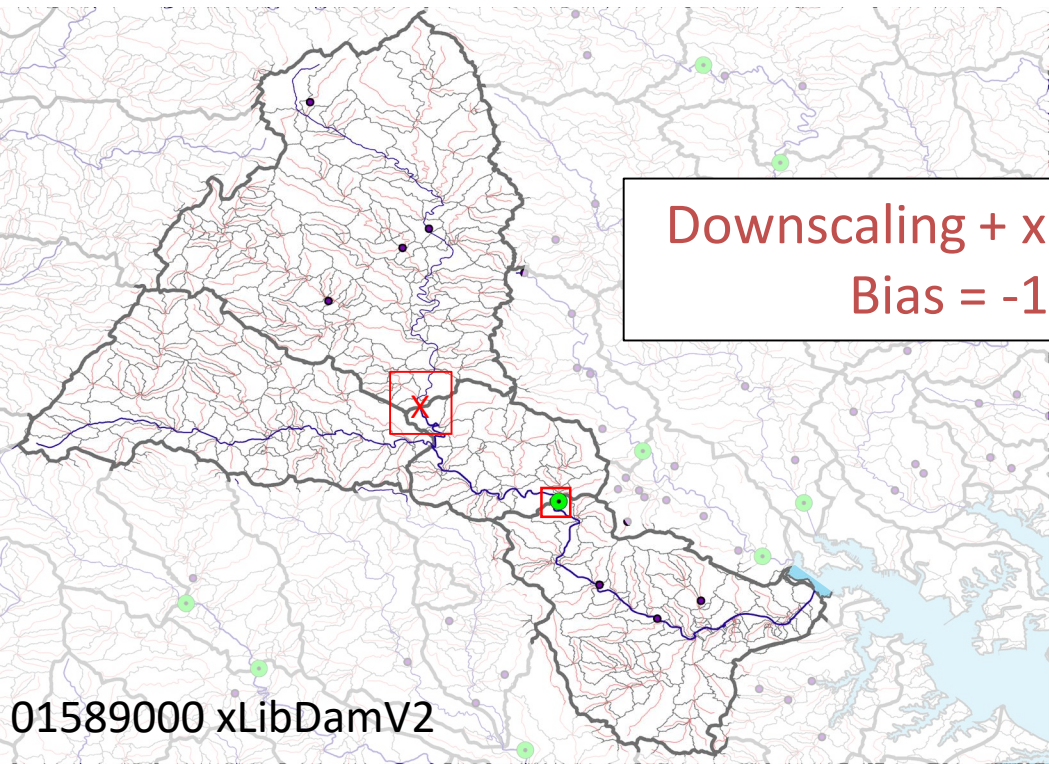 Downscaling + x
Bias = -1
X
01589000 xLibDamV2